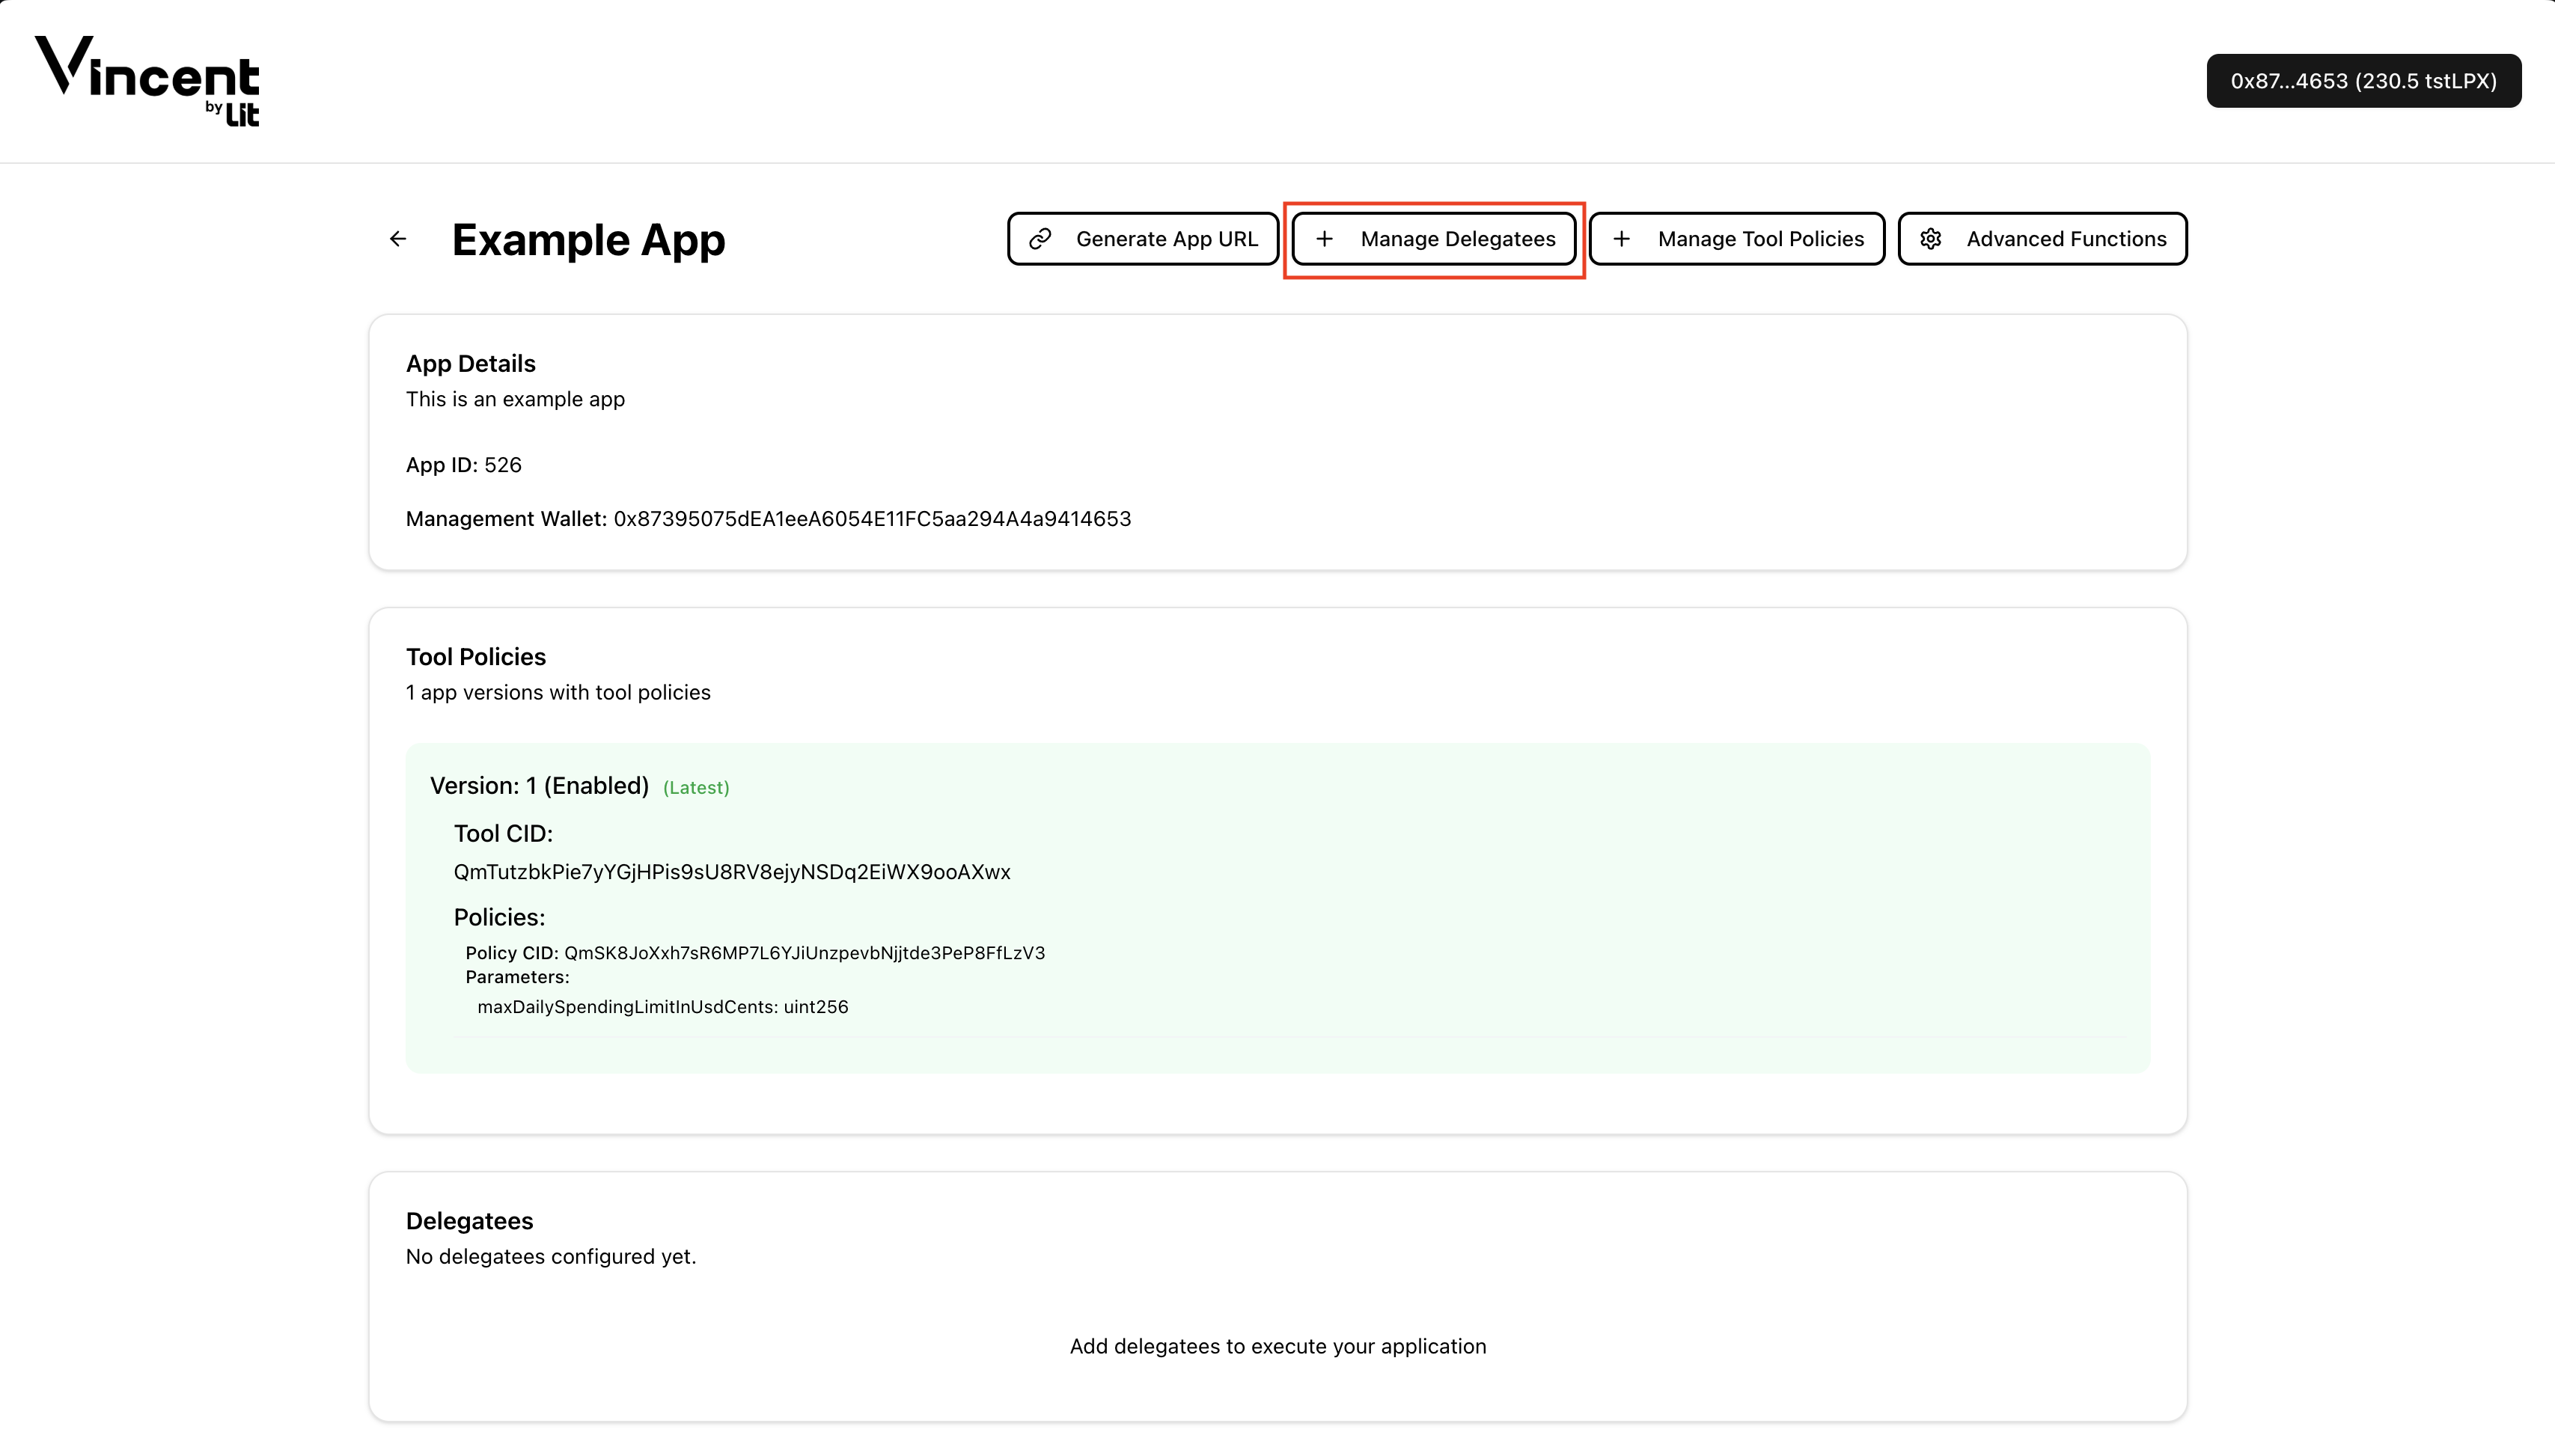 Vincent
by Lit
0x87...4653 (230.5 tstLPX)
Example App
Generate App URL
Manage Delegatees
Manage Tool Policies
Advanced Functions
App Details
This is an example app
App ID: 526
Management Wallet: 0x87395075dEA1eeA6054E11FC5aa294A4a9414653
Tool Policies
1 app versions with tool policies
Version: 1 (Enabled) (Latest)
Tool CID:
QmTutzbkPie7yYGjHPis9sU8RV8ejyNSDq2EiWX9ooAXwx
Policies:
Policy CID: QmSK8JoXxh7sR6MP7L6YJiUnzpevbNjjtde3PeP8FfLzV3
Parameters:
maxDailySpendingLimitInUsdCents: uint256
Delegatees
No delegatees configured yet.
Add delegatees to execute your application